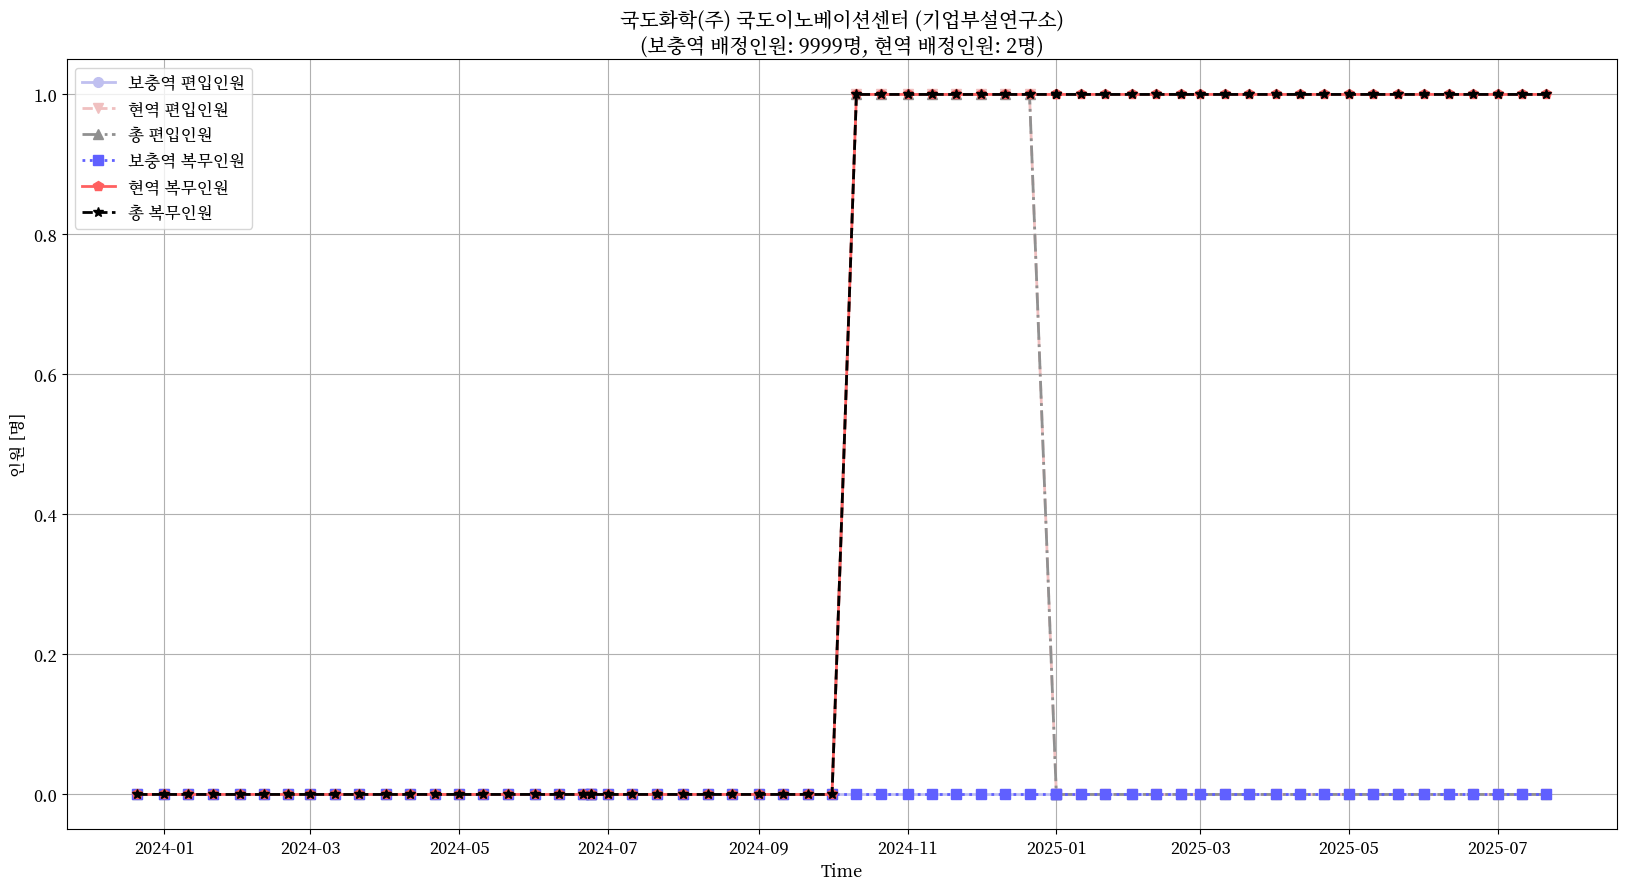 국도화학(주) 국도이노베이션센터 (기업부설연구소)
(보충역 배정인원: 9999명, 현역 배정인원: 2명)
보충역 편입인원
현역 편입인원
총 편입인원
보충역 복무인원
현역 복무인원
총 복무인원
인원 [명]
1.0
0.8
0.6
0.4
0.2
0.0
2024-01 2024-03 2024-05 2024-07 2024-09 2024-11 2025-01 2025-03 2025-05 2025-07
Time